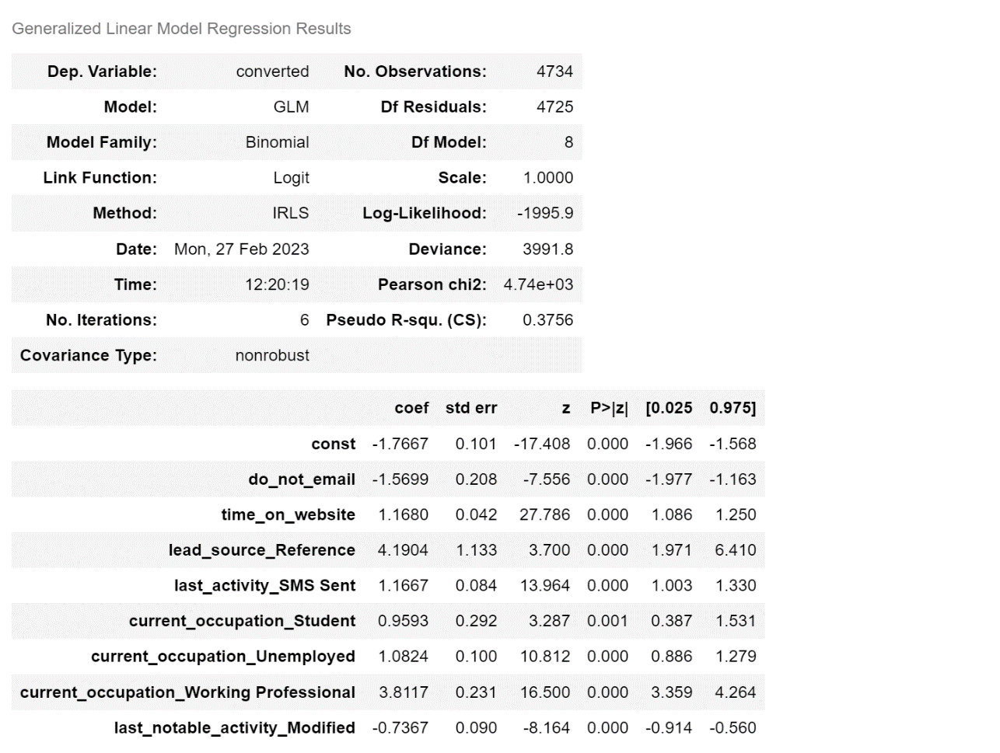 Generalized Linear Model Regression Results
Dep. Variable: converted No. Observations: 4734
Model: GLM Df Residuals: 4725
Model Family: Binomial Df Model: 8
Link Function: Logit Scale: 1.0000
Method: IRLS Log-Likelihood: -1995.9
Date: Mon, 27 Feb 2023 Deviance: 3991.8
Time: 12:20:19 Pearson chi2: 4.74e+03
No. Iterations: 6 Pseudo R-squ. (CS): 0.3756
Covariance Type: nonrobust
coef std err z P>|z| [0.025 0.975]
const -1.7667 0.101 -17.408 0.000 -1.966 -1.568
do_not_email -1.5699 0.208 -7.556 0.000 -1.977 -1.163
time_on_website 1.1680 0.042 27.786 0.000 1.086 1.250
lead_source_Reference 4.1904 1.133 3.700 0.000 1.971 6.410
last_activity_SMS Sent 1.1667 0.084 13.964 0.000 1.003 1.330
current_occupation_Student 0.9593 0.292 3.287 0.001 0.387 1.531
current_occupation_Unemployed 1.0824 0.100 10.812 0.000 0.886 1.279
current_occupation_Working Professional 3.8117 0.231 16.500 0.000 3.359 4.264
last_notable_activity_Modified -0.7367 0.090 -8.164 0.000 -0.914 -0.560